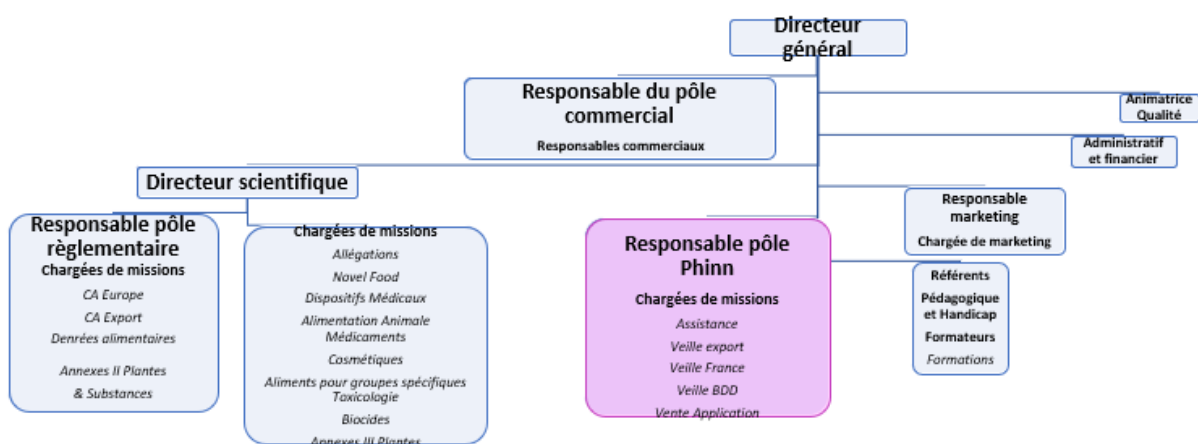 Directeur
général
Responsable du pôle
commercial
Responsables commerciaux
Animatrice
Qualité
Administratif
et financier
Directeur scientifique
Responsable
marketing
Chargée de marketing
Responsable pôle
règlementaire
Chargées de missions
CA Europe
CA Export
Denrées alimentaires
Annexes II Plantes
& Substances
Chargées de missions
Allégations
Novel Food
Dispositifs Médicaux
Alimentation Animale
Médicaments
Cosmétiques
Aliments pour groupes spécifiques
Toxicologie
Biocides
Annexes III Plantes
Responsable pôle
Phinn
Chargées de missions
Assistance
Veille export
Veille France
Veille BDD
Vente Application
Référents
Pédagogique
et Handicap
Formateurs
Formations